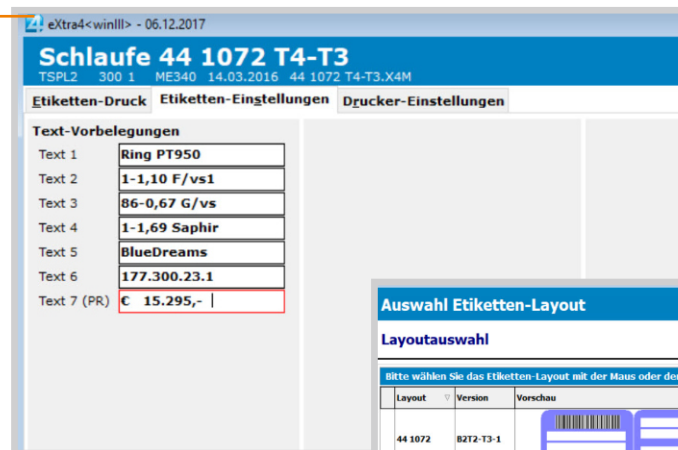 eXtra4<winIII> - 06.12.2017
Schlaufe 44 1072 T4-T3
TSPL2 300 1 ME340 14.03.2016 44 1072 T4-T3.X4M
Etiketten-Druck Etiketten-Einstellungen Drucker-Einstellungen
Text-Vorbelegungen
Text 1 Ring PT950
Text 2 1-1,10 F/vs1
Text 3 86-0,67 G/vs
Text 4 1-1,69 Saphir
Text 5 BlueDreams
Text 6 177.300.23.1
Text 7 (PR) € 15.295,-
Auswahl Etiketten-Layout
Layoutauswahl
Bitte wählen Sie das Etiketten-Layout mit der Maus oder der
Layout Version Vorschau
44 1072 B2T2-T3-1